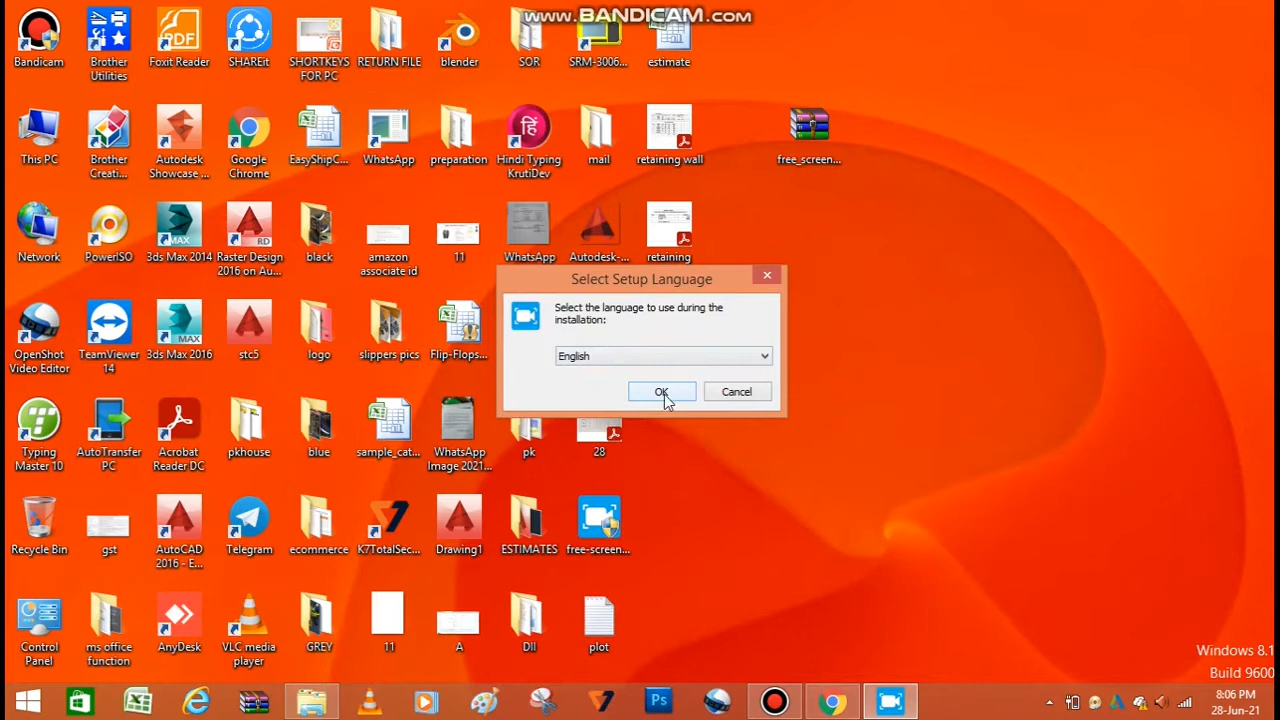 www.BANDICAM.com
Bandicam
Brother
Utilities
Foxit Reader
SHAREit
SHORTKEYS
FOR PC
RETURN FILE
blender
SOR
SRM-3006...
estimate
This PC
Brother
Creati...
Autodesk
Showcase ...
Google
Chrome
EasyShipC...
WhatsApp
preparation
Hindi Typing
KrutiDev
mail
retaining wall
free_screen...
Network
PowerISO
3ds Max 2014
Raster Design
2016 on Au...
black
amazon
associate id
11
WhatsApp
Autodesk-...
retaining
Select Setup Language
Select the language to use during the
installation:
English
OK
Cancel
OpenShot
Video Editor
TeamViewer
14
3ds Max 2016
stc5
logo
slippers pics
Flip-Flops...
Typing
Master 10
AutoTransfer
PC
Acrobat
Reader DC
pkhouse
blue
sample_cat...
WhatsApp
Image 2021...
pk
28
Recycle Bin
gst
AutoCAD
2016 - E...
Telegram
ecommerce
K7TotalSec...
Drawing1
ESTIMATES
free-screen...
Control
Panel
ms office
function
AnyDesk
VLC media
player
GREY
11
A
Dll
plot
Windows 8.1
Build 9600
8:06 PM
28-Jun-21